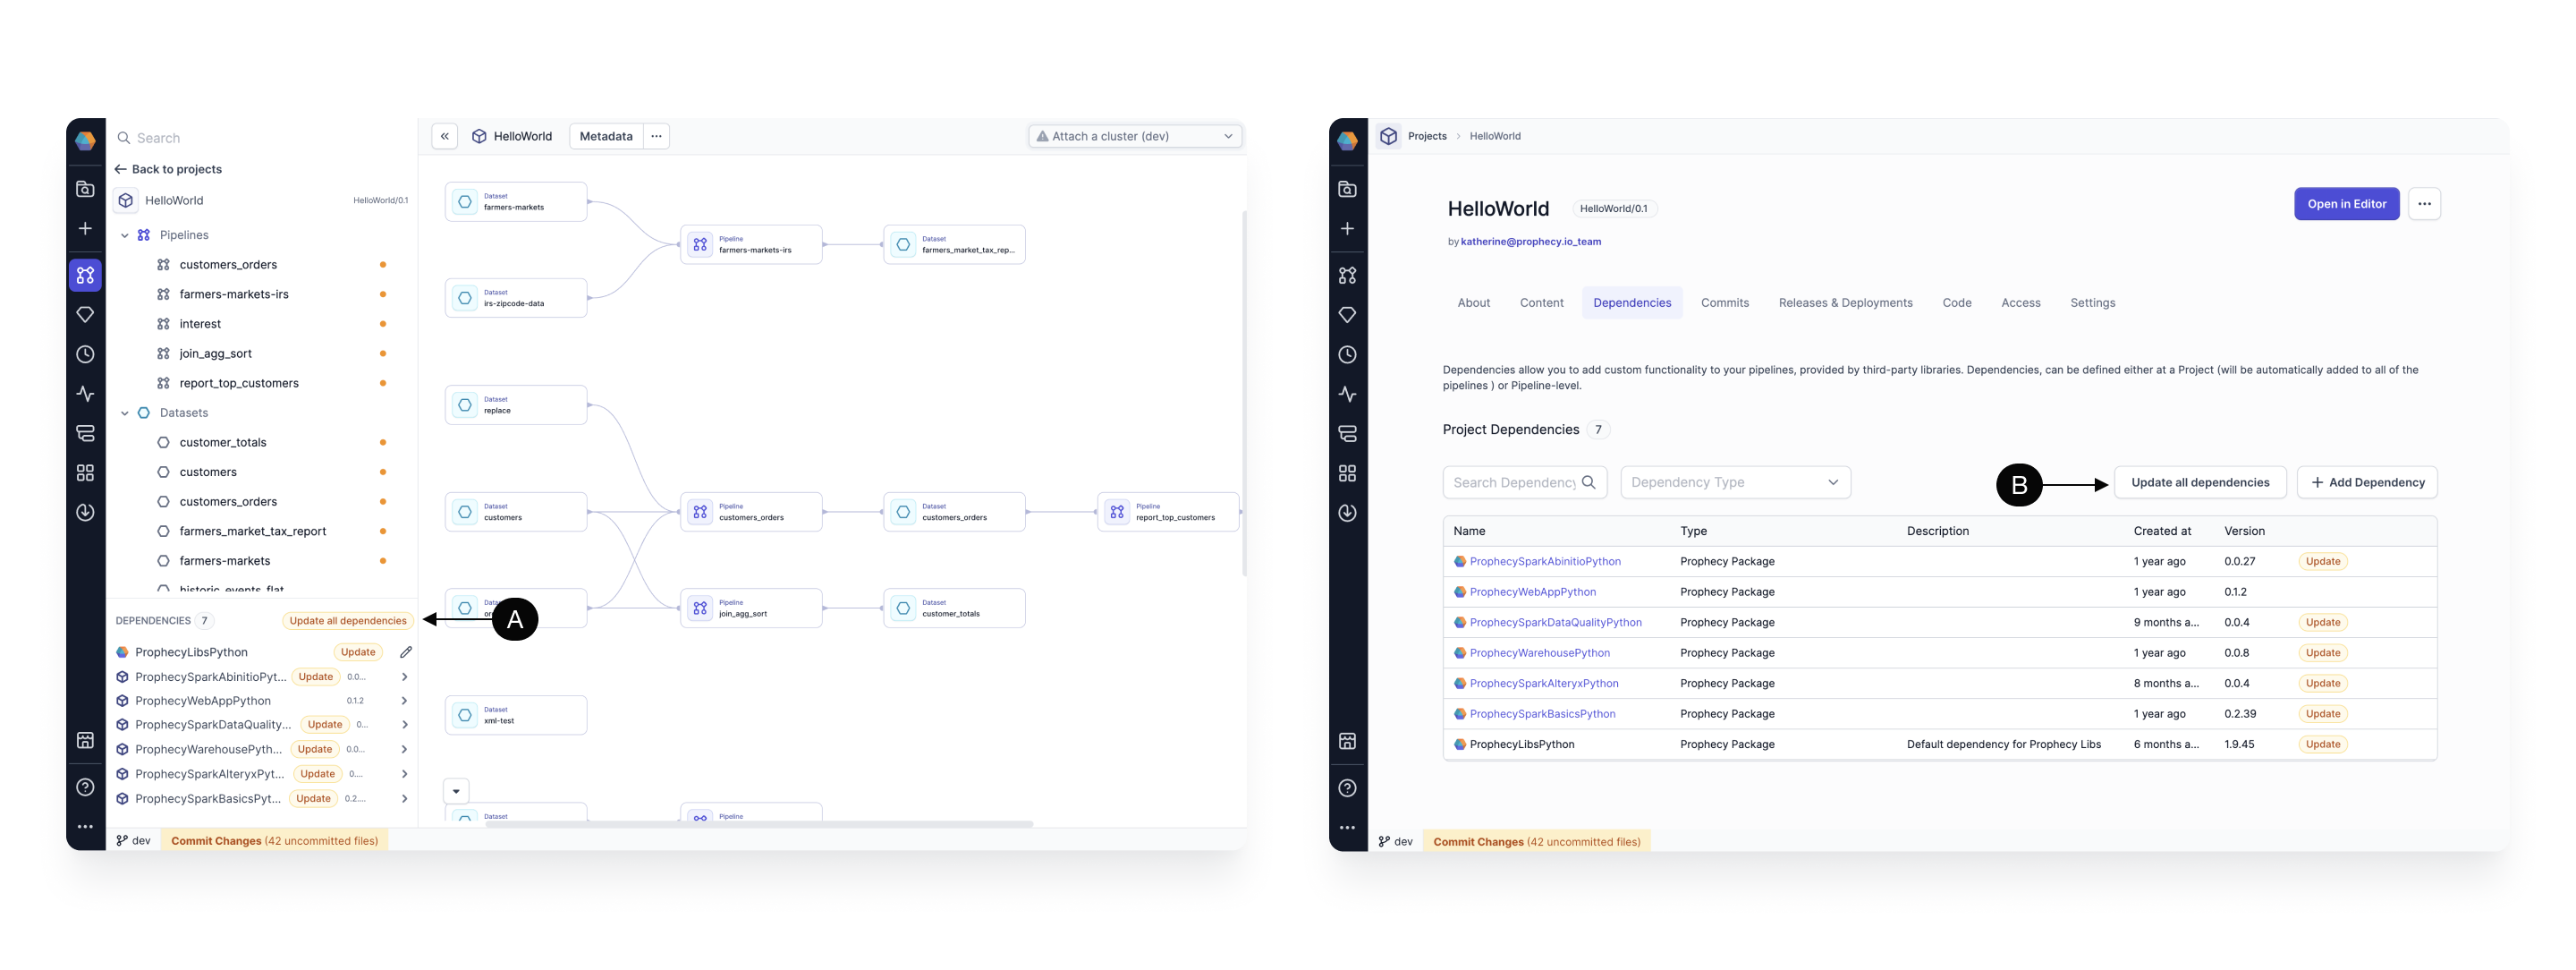 Search
Back to projects
HelloWorld
HelloWorld/0.1
Pipelines
customers_orders
farmers-markets-irs
interest
join_agg_sort
report_top_customers
Datasets
customer_totals
customers
customers_orders
farmers_market_tax_report
farmers-markets
historic_events_flat
DEPENDENCIES 7 Update all dependencies
ProphecyLibsPython Update
ProphecySparkAbinitioPyt... Update 0.0...
ProphecyWebAppPython 0.1.2
ProphecySparkDataQuality... Update 0...
ProphecyWarehousePyth... Update 0.0...
ProphecySparkAlteryxPyt... Update 0....
ProphecySparkBasicsPyt... Update 0.2....
dev Commit Changes (42 uncommitted files)
HelloWorld Metadata ... Attach a cluster (dev)
Dataset
farmers-markets
Pipeline
farmers-markets-irs
Dataset
farmers_market_tax_rep...
Dataset
irs-zipcode-data
Dataset
replace
Dataset
customers
Pipeline
customers_orders
Dataset
customers_orders
Pipeline
report_top_customers
A
Pipeline
join_agg_sort
Dataset
customer_totals
Dataset
xml-test
Dataset
Pipeline
Projects > HelloWorld
HelloWorld HelloWorld/0.1
Open in Editor ...
by katherine@prophecy.io_team
About Content Dependencies Commits Releases & Deployments Code Access Settings
Dependencies allow you to add custom functionality to your pipelines, provided by third-party libraries. Dependencies, can be defined either at a Project (will be automatically added to all of the
pipelines ) or Pipeline-level.
Project Dependencies 7
Search Dependency Dependency Type B Update all dependencies + Add Dependency
Name Type Description Created at Version
ProphecySparkAbinitioPython Prophecy Package 1 year ago 0.0.27 Update
ProphecyWebAppPython Prophecy Package 1 year ago 0.1.2
ProphecySparkDataQualityPython Prophecy Package 9 months a... 0.0.4 Update
ProphecyWarehousePython Prophecy Package 1 year ago 0.0.8 Update
ProphecySparkAlteryxPython Prophecy Package 8 months a... 0.0.4 Update
ProphecySparkBasicsPython Prophecy Package 1 year ago 0.2.39 Update
ProphecyLibsPython Prophecy Package Default dependency for Prophecy Libs 6 months a... 1.9.45 Update
dev Commit Changes (42 uncommitted files)